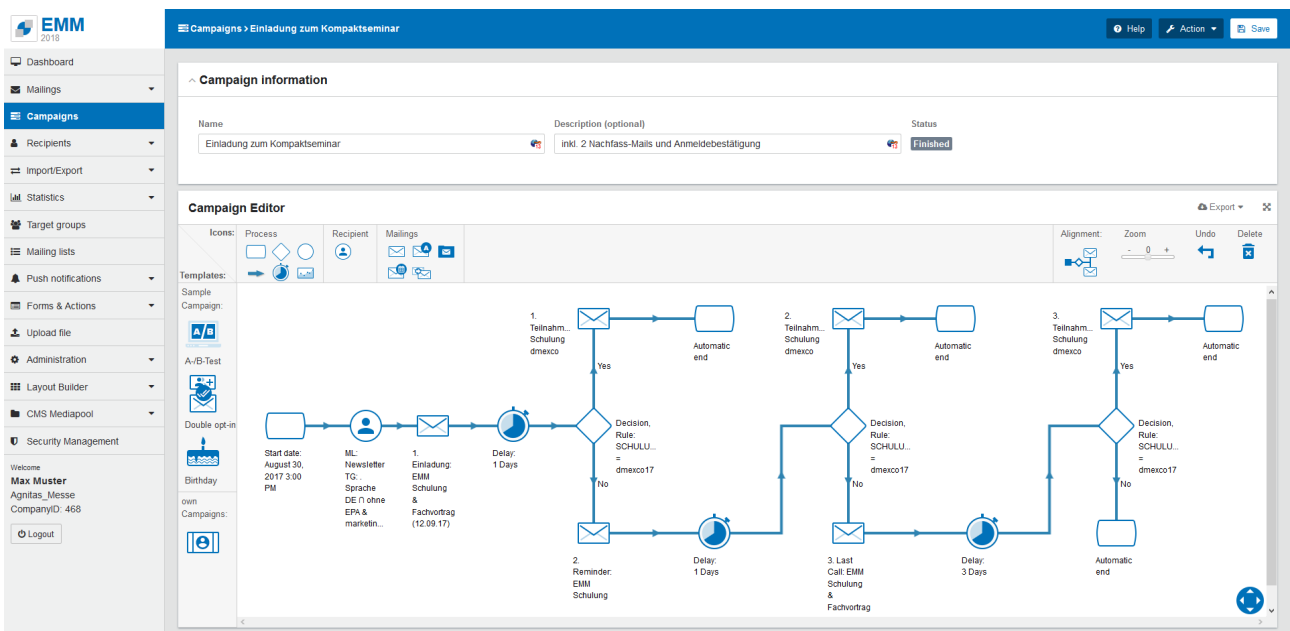 EMM
2018
Campaigns > Einladung zum Kompaktseminar
Help
Action
Save
Dashboard
Mailings
Campaigns
Recipients
Import/Export
Statistics
Target groups
Mailing lists
Push notifications
Forms & Actions
Upload file
Administration
Layout Builder
CMS Mediapool
Security Management
Welcome
Max Muster
Agnitas_Messe
CompanyID: 468
Logout
Campaign information
Name
Description (optional)
Status
Einladung zum Kompaktseminar
inkl. 2 Nachfass-Mails und Anmeldebestätigung
Finished
Campaign Editor
Export
Icons:
Process
Recipient
Mailings
Alignment:
Zoom
Undo
Delete
- 0 +
A
Templates:
Sample
Campaign:
A/B
A-/B-Test
Double opt-in
Birthday
own
Campaigns:
Start date:
August 30,
2017 3:00
PM
ML:
Newsletter
TG: .
Sprache
DE ∩ ohne
EPA &
marketin...
1.
Einladung:
EMM
Schulung
&
Fachvortrag
(12.09.17)
Delay:
1 Days
1.
Teilnahm...
Schulung
dmexco
Automatic
end
Yes
Decision,
Rule:
SCHULU...
=
dmexco17
No
2.
Reminder:
EMM
Schulung
Delay:
1 Days
2.
Teilnahm...
Schulung
dmexco
Automatic
end
Yes
Decision,
Rule:
SCHULU...
=
dmexco17
No
3. Last
Call: EMM
Schulung
&
Fachvortrag
Delay:
3 Days
3.
Teilnahm...
Schulung
dmexco
Automatic
end
Yes
Decision,
Rule:
SCHULU...
=
dmexco17
No
Automatic
end